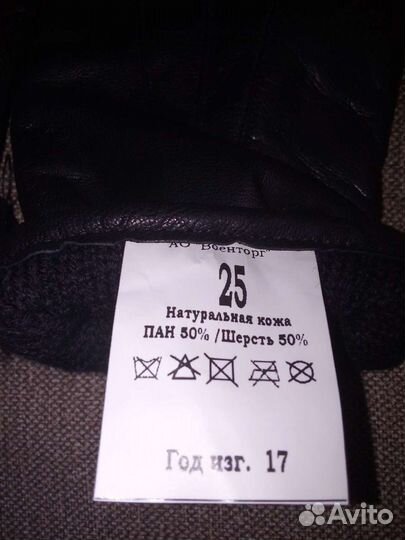 АО "Военторг"
25
Натуральная кожа
ПАН 50% /Шерсть 50%
Год изг. 17
Avito